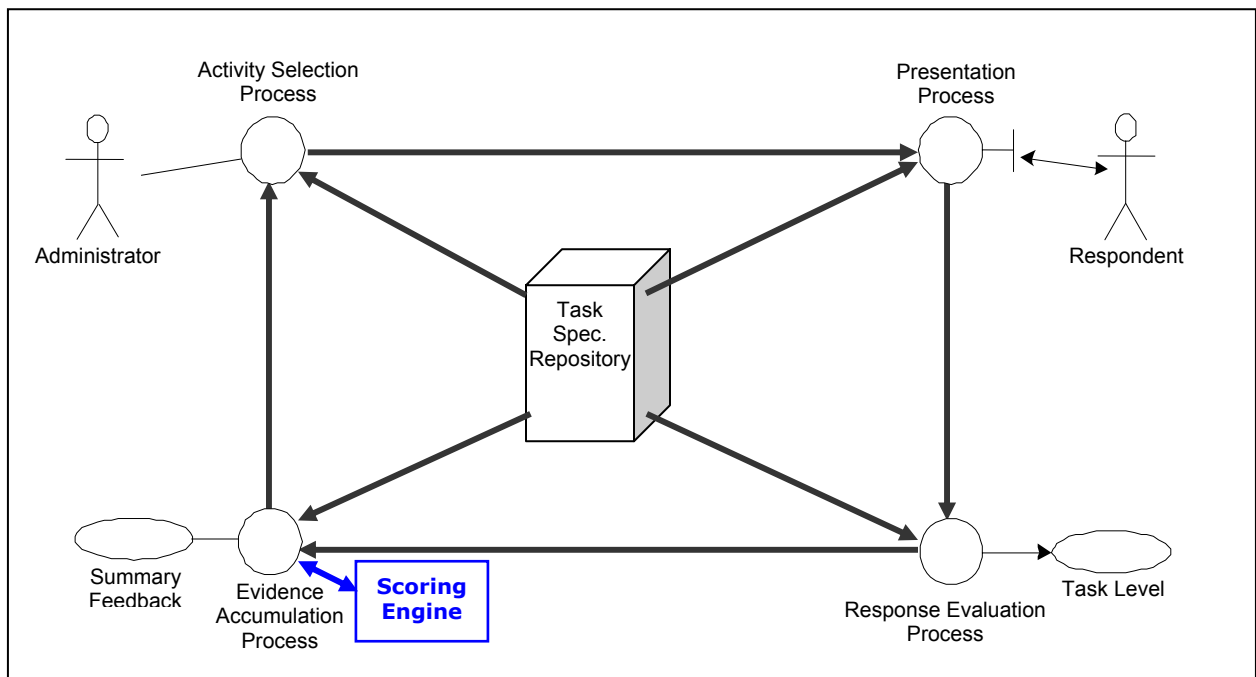 Activity Selection
Process
Presentation
Process
Administrator
Respondent
Task
Spec.
Repository
Summary
Feedback
Evidence
Accumulation
Process
Scoring
Engine
Response Evaluation
Process
Task Level